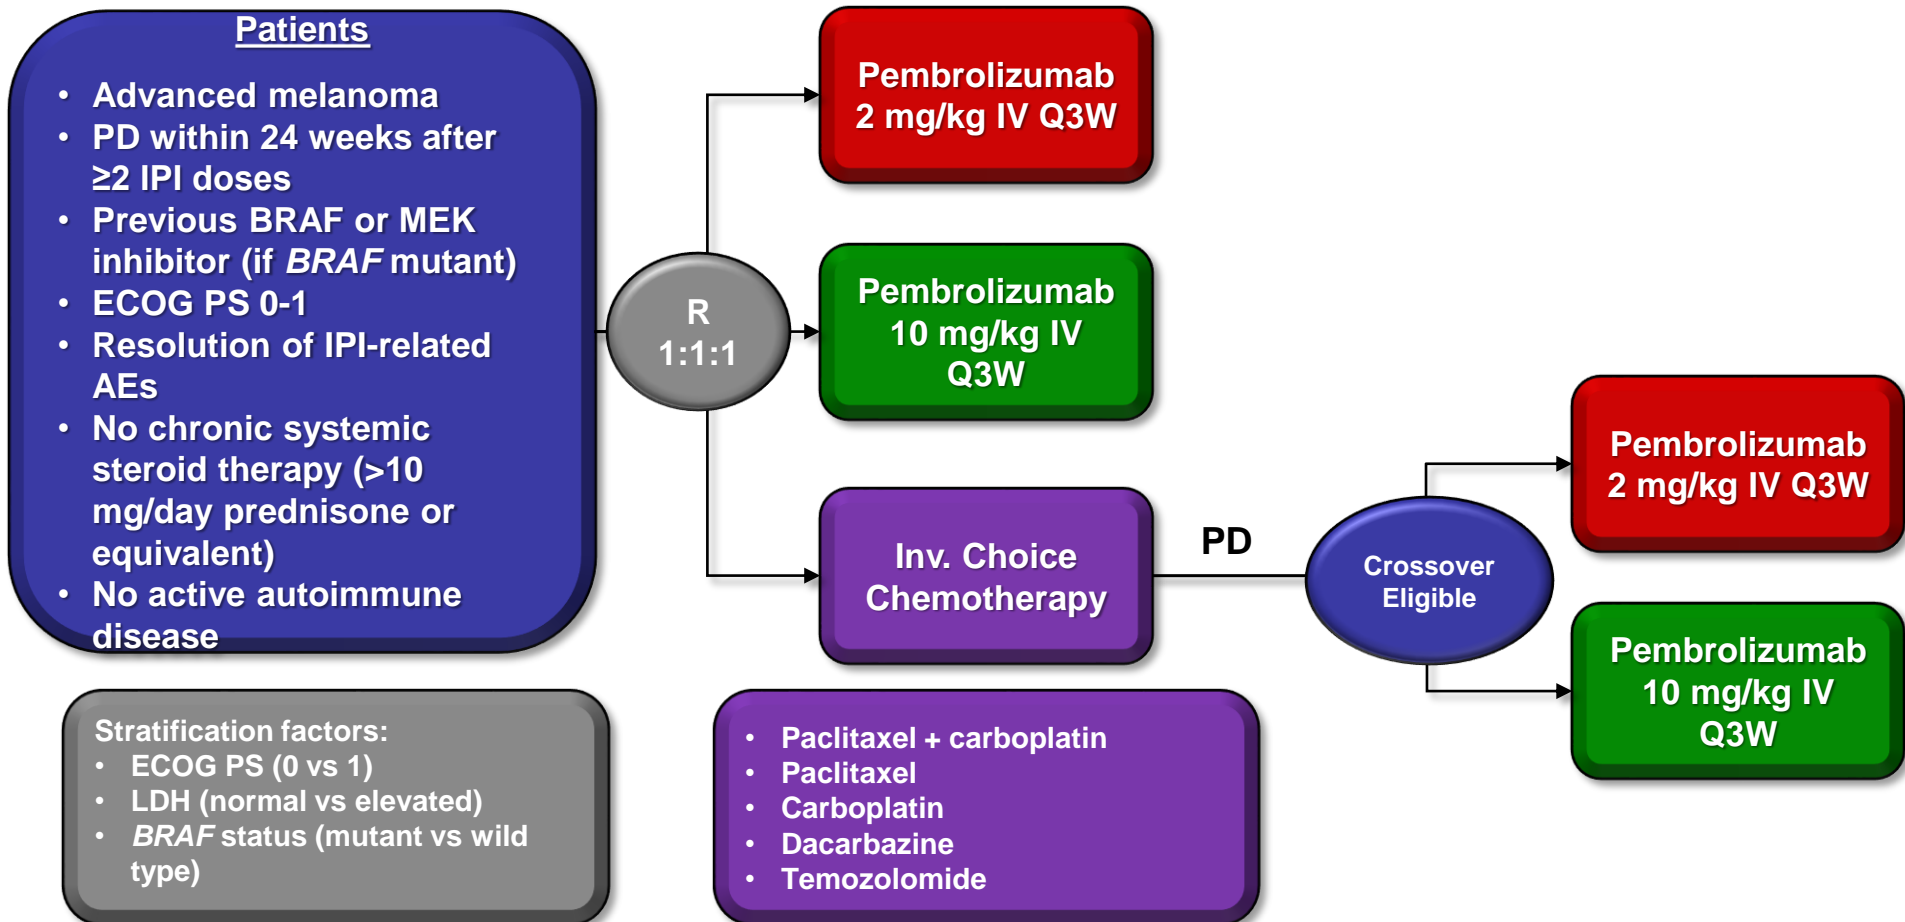 Patients
• Advanced melanoma
• PD within 24 weeks after
≥2 IPI doses
• Previous BRAF or MEK
inhibitor (if BRAF mutant)
• ECOG PS 0-1
• Resolution of IPI-related
AEs
• No chronic systemic
steroid therapy (>10
mg/day prednisone or
equivalent)
• No active autoimmune
disease
R
1:1:1
Pembrolizumab
2 mg/kg IV Q3W
Pembrolizumab
10 mg/kg IV
Q3W
Inv. Choice
Chemotherapy
PD
Crossover
Eligible
Pembrolizumab
2 mg/kg IV Q3W
Pembrolizumab
10 mg/kg IV
Q3W
Stratification factors:
• ECOG PS (0 vs 1)
• LDH (normal vs elevated)
• BRAF status (mutant vs wild
type)
• Paclitaxel + carboplatin
• Paclitaxel
• Carboplatin
• Dacarbazine
• Temozolomide